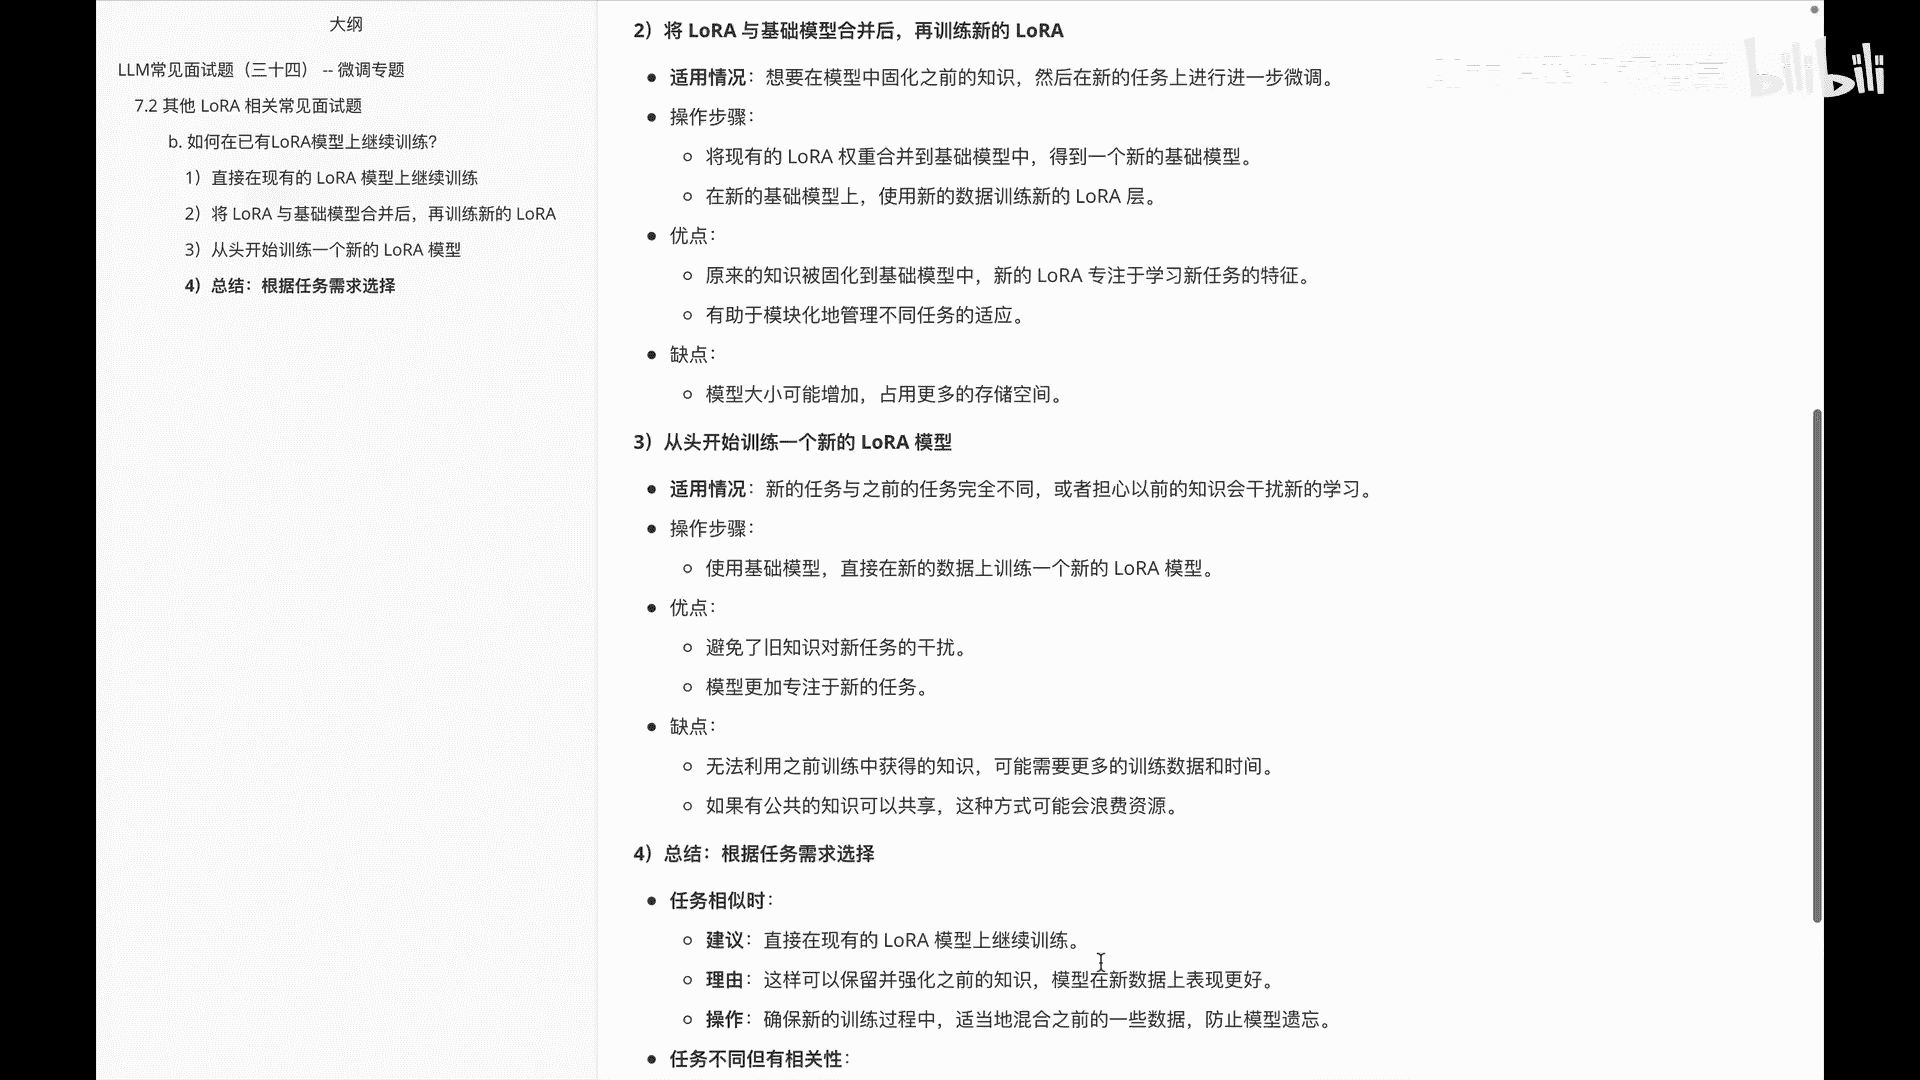 大纲
LLM常见面试题（三十四） -- 微调专题
7.2 其他 LoRA 相关常见面试题
b. 如何在已有LoRA模型上继续训练？
1）直接在现有的 LoRA 模型上继续训练
2）将 LoRA 与基础模型合并后，再训练新的 LoRA
3）从头开始训练一个新的 LoRA 模型
4）总结：根据任务需求选择
2）将 LoRA 与基础模型合并后，再训练新的 LoRA
适用情况：想要在模型中固化之前的知识，然后在新的任务上进行进一步微调。
操作步骤：
将现有的 LoRA 权重合并到基础模型中，得到一个新的基础模型。
在新的基础模型上，使用新的数据训练新的 LoRA 层。
优点：
原来的知识被固化到基础模型中，新的 LoRA 专注于学习新任务的特征。
有助于模块化地管理不同任务的适应。
缺点：
模型大小可能增加，占用更多的存储空间。
3）从头开始训练一个新的 LoRA 模型
适用情况：新的任务与之前的任务完全不同，或者担心以前的知识会干扰新的学习。
操作步骤：
使用基础模型，直接在新的数据上训练一个新的 LoRA 模型。
优点：
避免了旧知识对新任务的干扰。
模型更加专注于新的任务。
缺点：
无法利用之前训练中获得的知识，可能需要更多的训练数据和时间。
如果有公共的知识可以共享，这种方式可能会浪费资源。
4）总结：根据任务需求选择
任务相似时：
建议：直接在现有的 LoRA 模型上继续训练。
理由：这样可以保留并强化之前的知识，模型在新数据上表现更好。
操作：确保新的训练过程中，适当地混合之前的一些数据，防止模型遗忘。
任务不同但有相关性：
bilibili